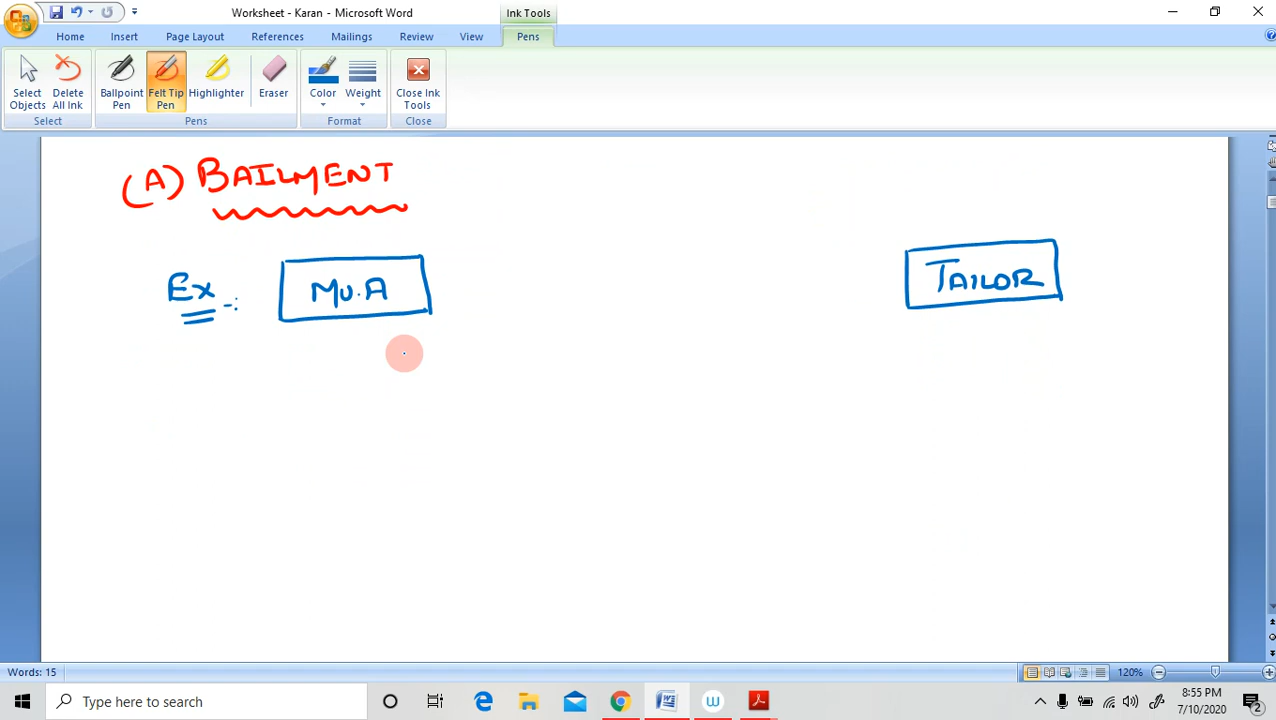 Worksheet - Karan - Microsoft Word
Ink Tools
Home Insert Page Layout References Mailings Review View Pens
Select Objects
Delete All Ink
Ballpoint Pen
Felt Tip Pen
Highlighter
Eraser
Color
Weight
Close Ink Tools
Select
Pens
Format
Close
(A) BAILMENT
Ex -:
Mr. A
TAILOR
Words: 15
120%
Type here to search
8:55 PM
7/10/2020
2